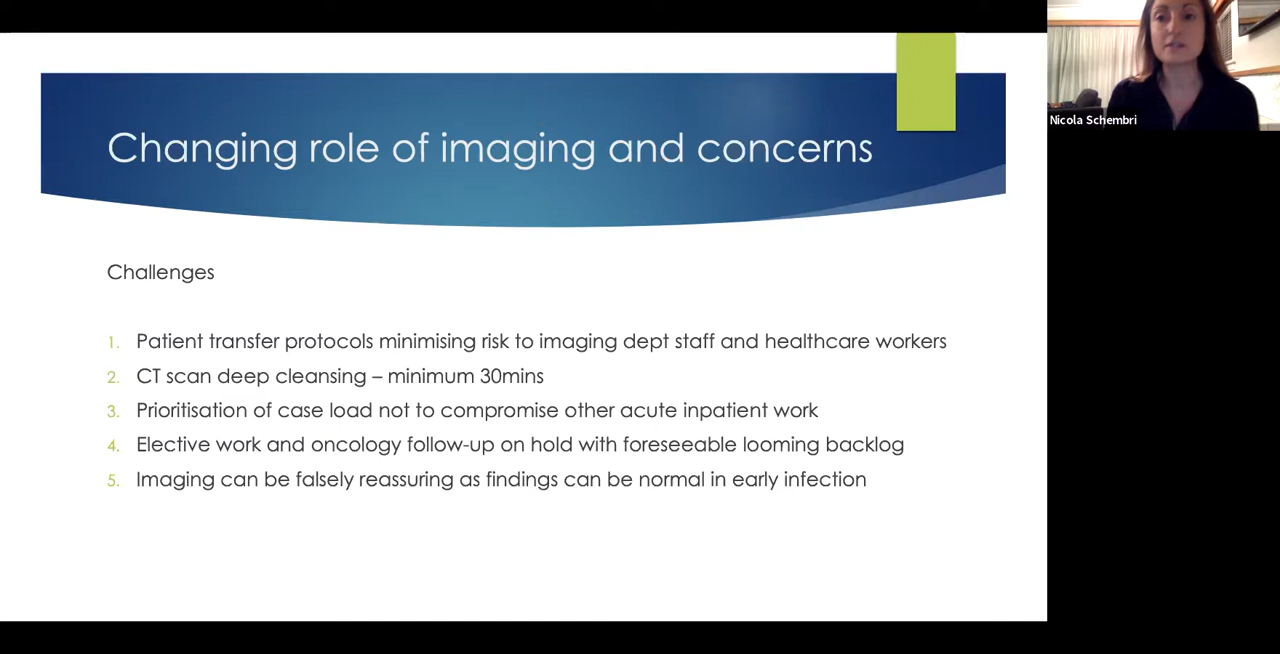 Changing role of imaging and concerns
Nicola Schembri
Challenges
1. Patient transfer protocols minimising risk to imaging dept staff and healthcare workers
2. CT scan deep cleansing – minimum 30mins
3. Prioritisation of case load not to compromise other acute inpatient work
4. Elective work and oncology follow-up on hold with foreseeable looming backlog
5. Imaging can be falsely reassuring as findings can be normal in early infection